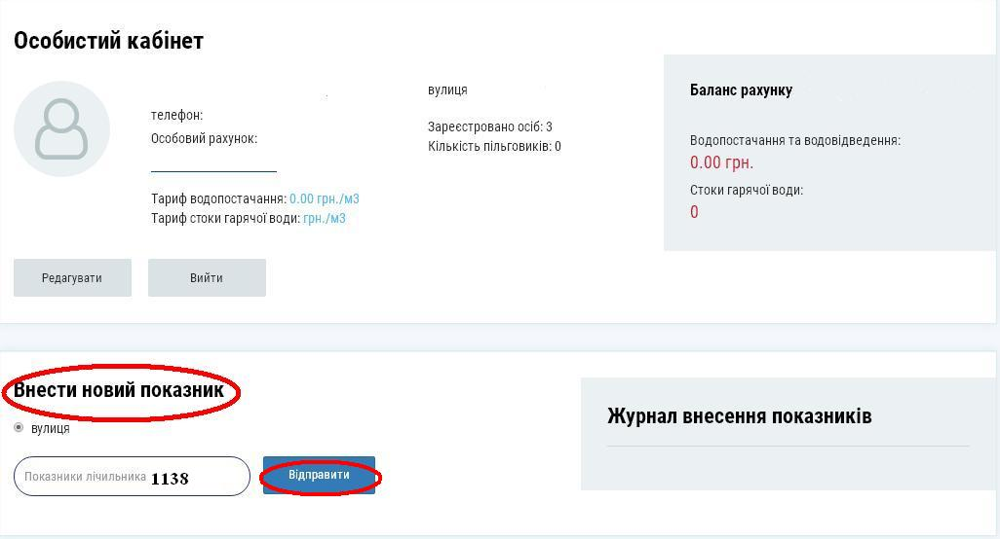 Особистий кабінет
телефон:
Особовий рахунок:
Тариф водопостачання: 0.00 грн./м3
Тариф стоки гарячої води: грн./м3
вулиця
Зареєстровано осіб: 3
Кількість пільговиків: 0
Баланс рахунку
Водопостачання та водовідведення:
0.00 грн.
Стоки гарячої води:
0
Редагувати
Вийти
Внести новий показник
вулиця
Показники лічильника 1138
Відправити
Журнал внесення показників